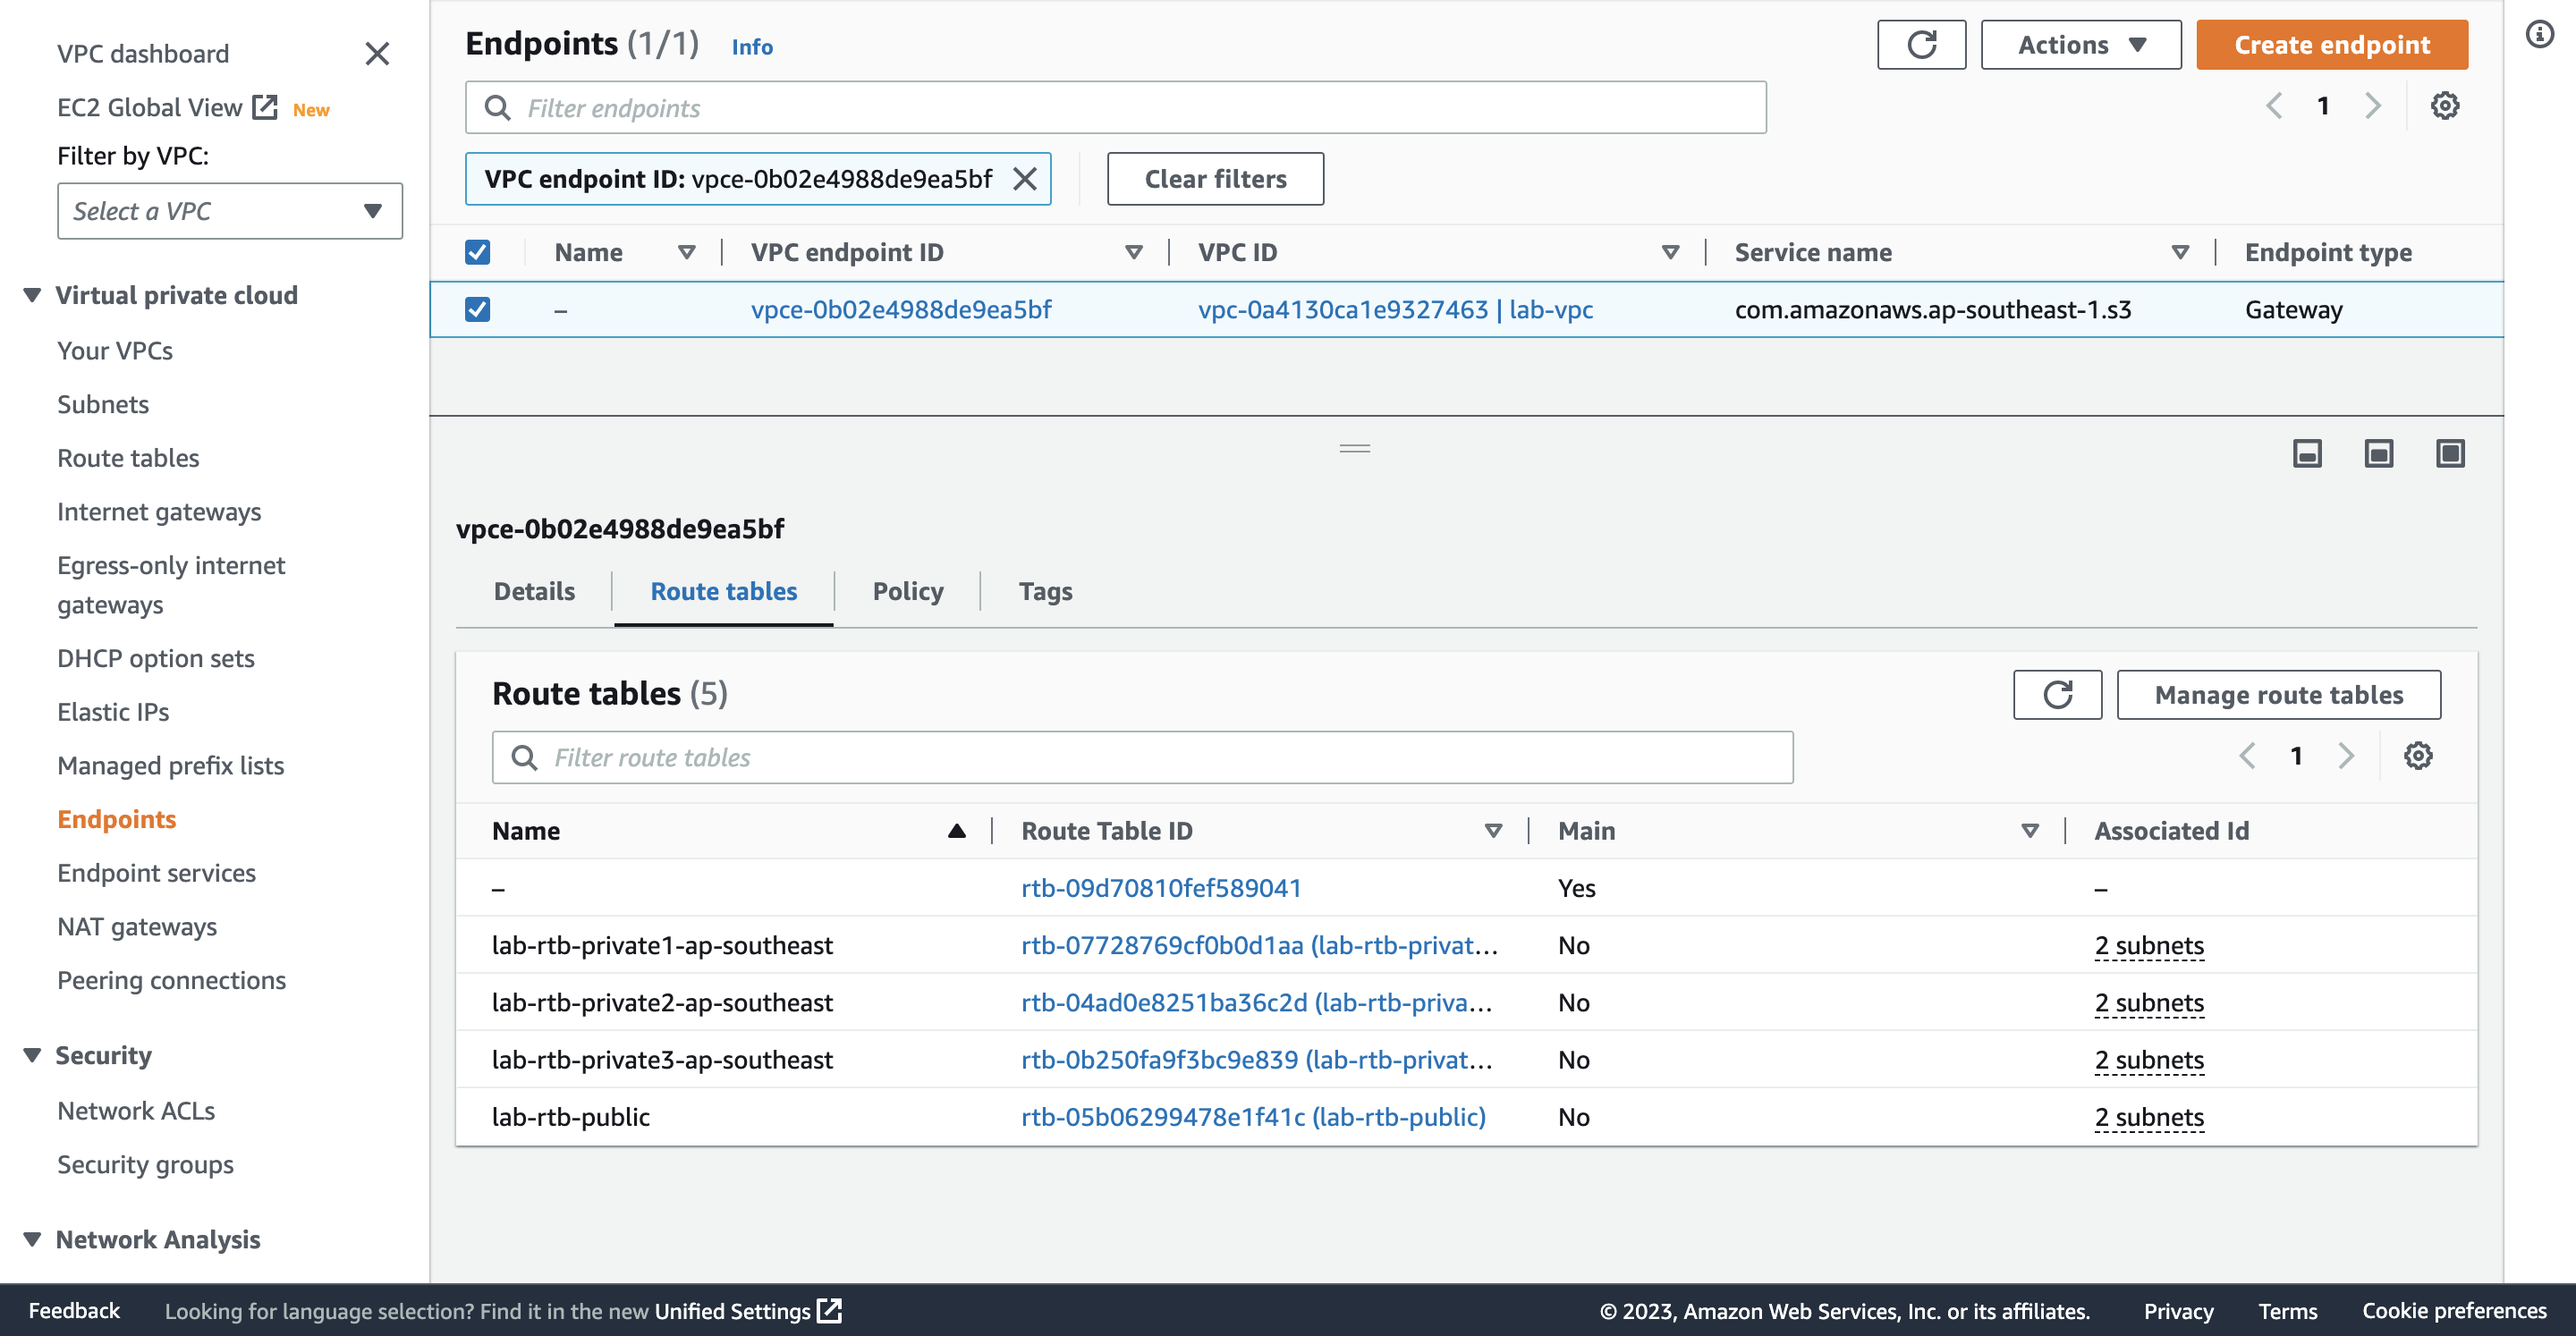 VPC dashboard
EC2 Global View New
Filter by VPC:
Select a VPC
Virtual private cloud
Your VPCs
Subnets
Route tables
Internet gateways
Egress-only internet
gateways
DHCP option sets
Elastic IPs
Managed prefix lists
Endpoints
Endpoint services
NAT gateways
Peering connections
Security
Network ACLs
Security groups
Network Analysis
Endpoints (1/1) Info
Actions
Create endpoint
Filter endpoints
1
VPC endpoint ID: vpce-0b02e4988de9ea5bf
Clear filters
Name VPC endpoint ID VPC ID Service name Endpoint type
– vpce-0b02e4988de9ea5bf vpc-0a4130ca1e9327463 | lab-vpc com.amazonaws.ap-southeast-1.s3 Gateway
vpce-0b02e4988de9ea5bf
Details Route tables Policy Tags
Route tables (5)
Manage route tables
Filter route tables
1
Name Route Table ID Main Associated Id
– rtb-09d70810fef589041 Yes –
lab-rtb-private1-ap-southeast rtb-07728769cf0b0d1aa (lab-rtb-privat... No 2 subnets
lab-rtb-private2-ap-southeast rtb-04ad0e8251ba36c2d (lab-rtb-priva... No 2 subnets
lab-rtb-private3-ap-southeast rtb-0b250fa9f3bc9e839 (lab-rtb-privat... No 2 subnets
lab-rtb-public rtb-05b06299478e1f41c (lab-rtb-public) No 2 subnets
Feedback Looking for language selection? Find it in the new Unified Settings © 2023, Amazon Web Services, Inc. or its affiliates. Privacy Terms Cookie preferences